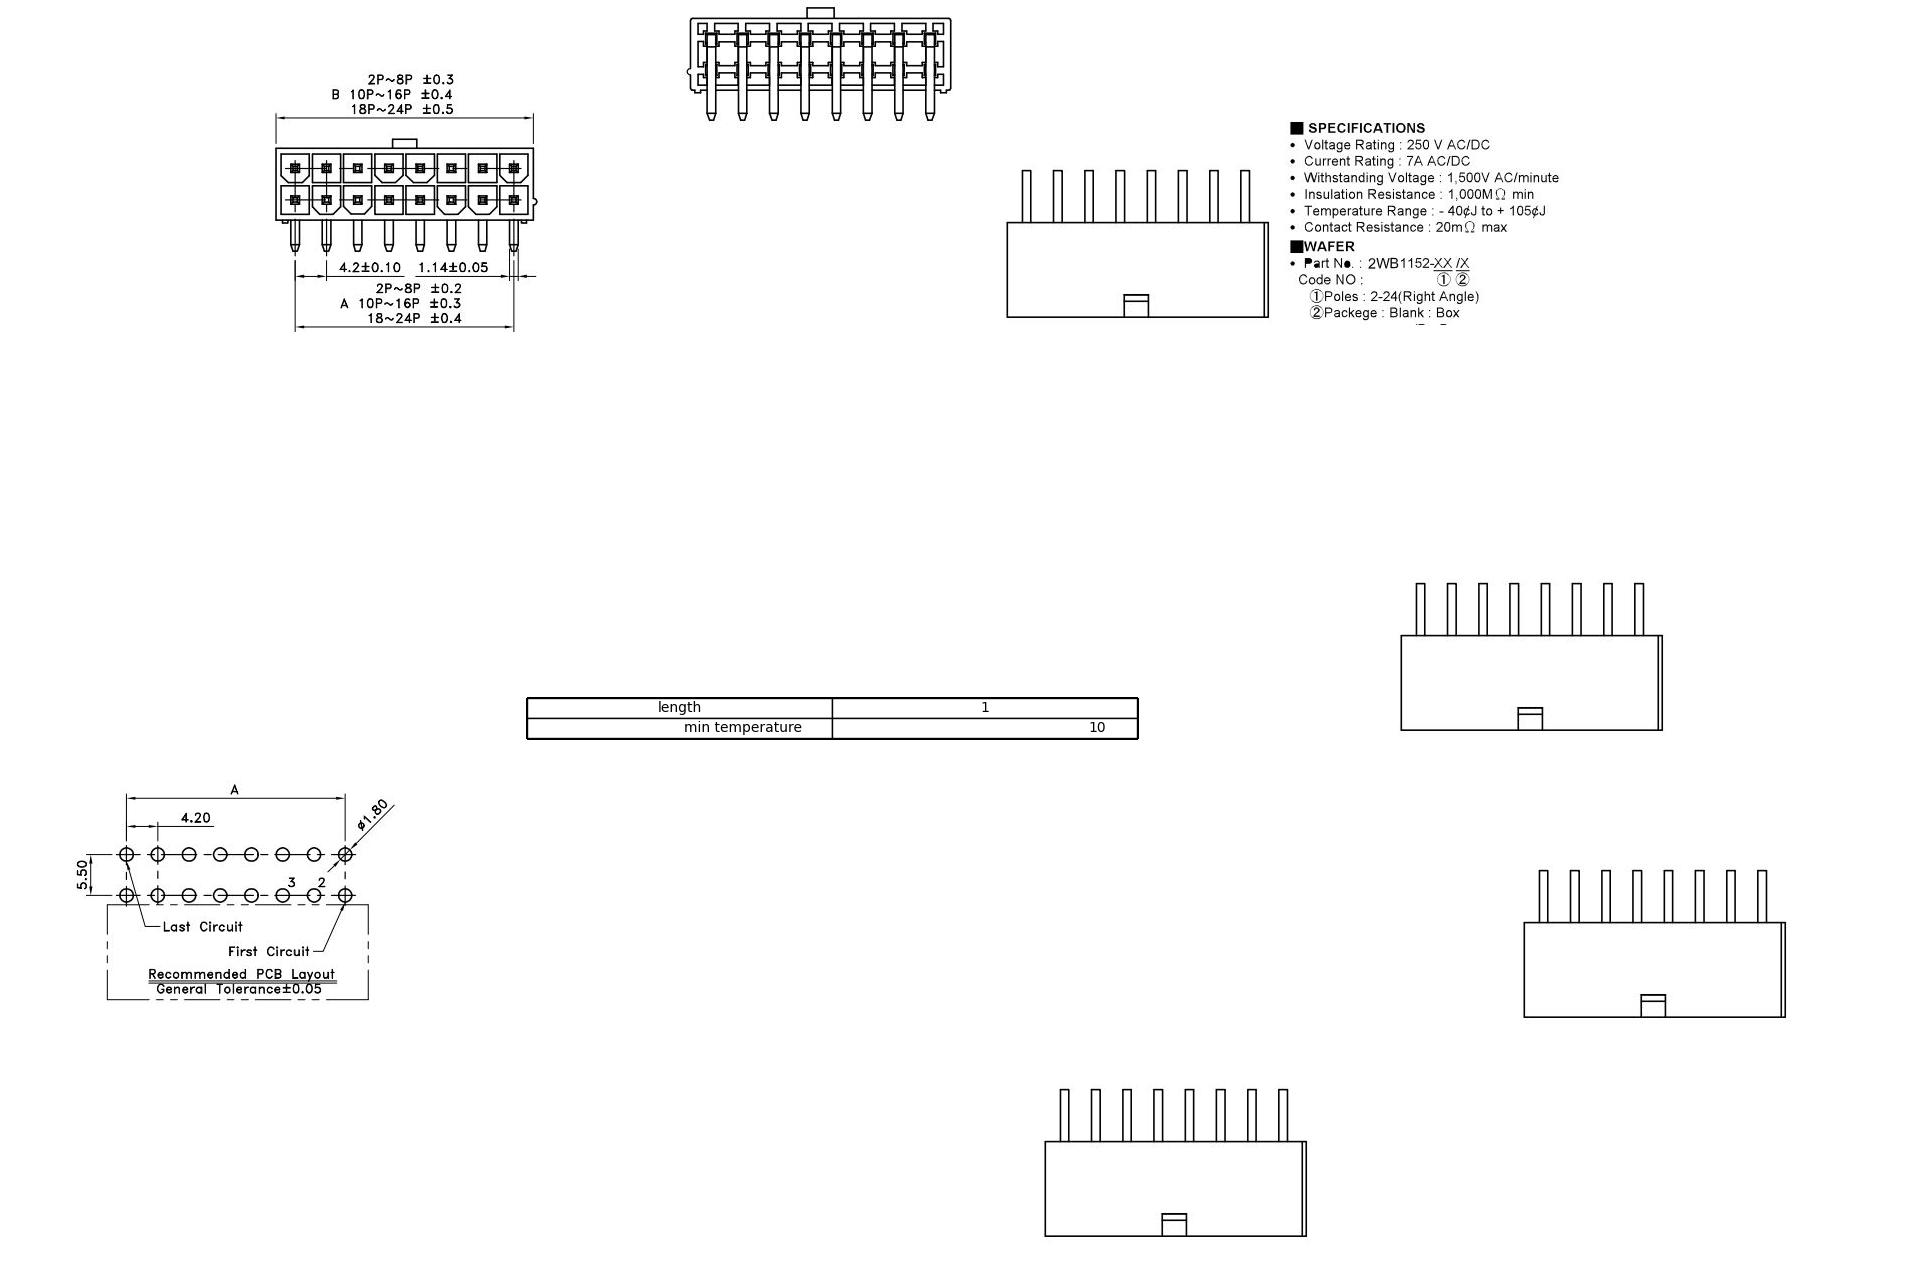 2P~8P ±0.3
B 10P~16P ±0.4
18P~24P ±0.5
4.2±0.10 1.14±0.05
2P~8P ±0.2
A 10P~16P ±0.3
18~24P ±0.4
■ SPECIFICATIONS
• Voltage Rating : 250 V AC/DC
• Current Rating : 7A AC/DC
• Withstanding Voltage : 1,500V AC/minute
• Insulation Resistance : 1,000MΩ min
• Temperature Range : - 40¢J to + 105¢J
• Contact Resistance : 20mΩ max
■WAFER
• Part No. : 2WB1152-XX /X
Code NO : ① ②
①Poles : 2-24(Right Angle)
②Packege : Blank : Box
length 1
min temperature 10
A
4.20
ø1.80
5.50
3 2
Last Circuit
First Circuit
Recommended PCB Layout
General Tolerance±0.05